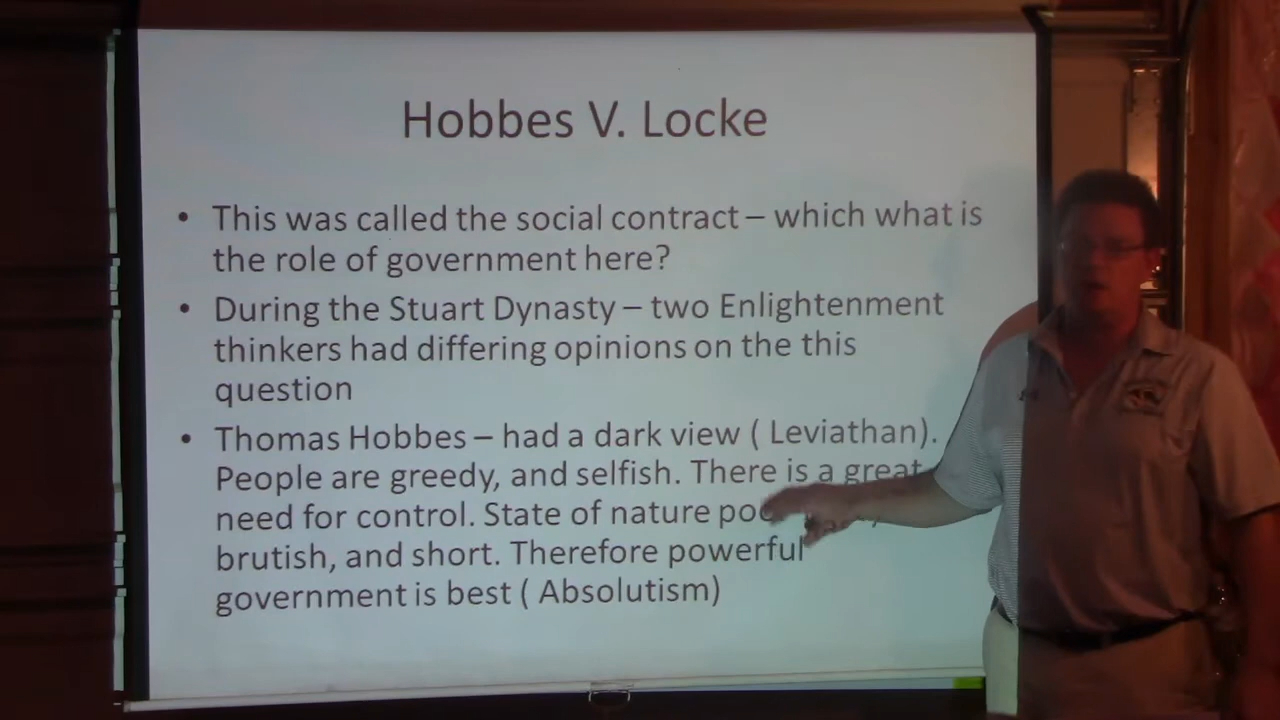 Hobbes V. Locke
• This was called the social contract – which what is
the role of government here?
• During the Stuart Dynasty – two Enlightenment
thinkers had differing opinions on the this
question
• Thomas Hobbes – had a dark view ( Leviathan).
People are greedy, and selfish. There is a great
need for control. State of nature
brutish, and short. Therefore powerful
government is best ( Absolutism)